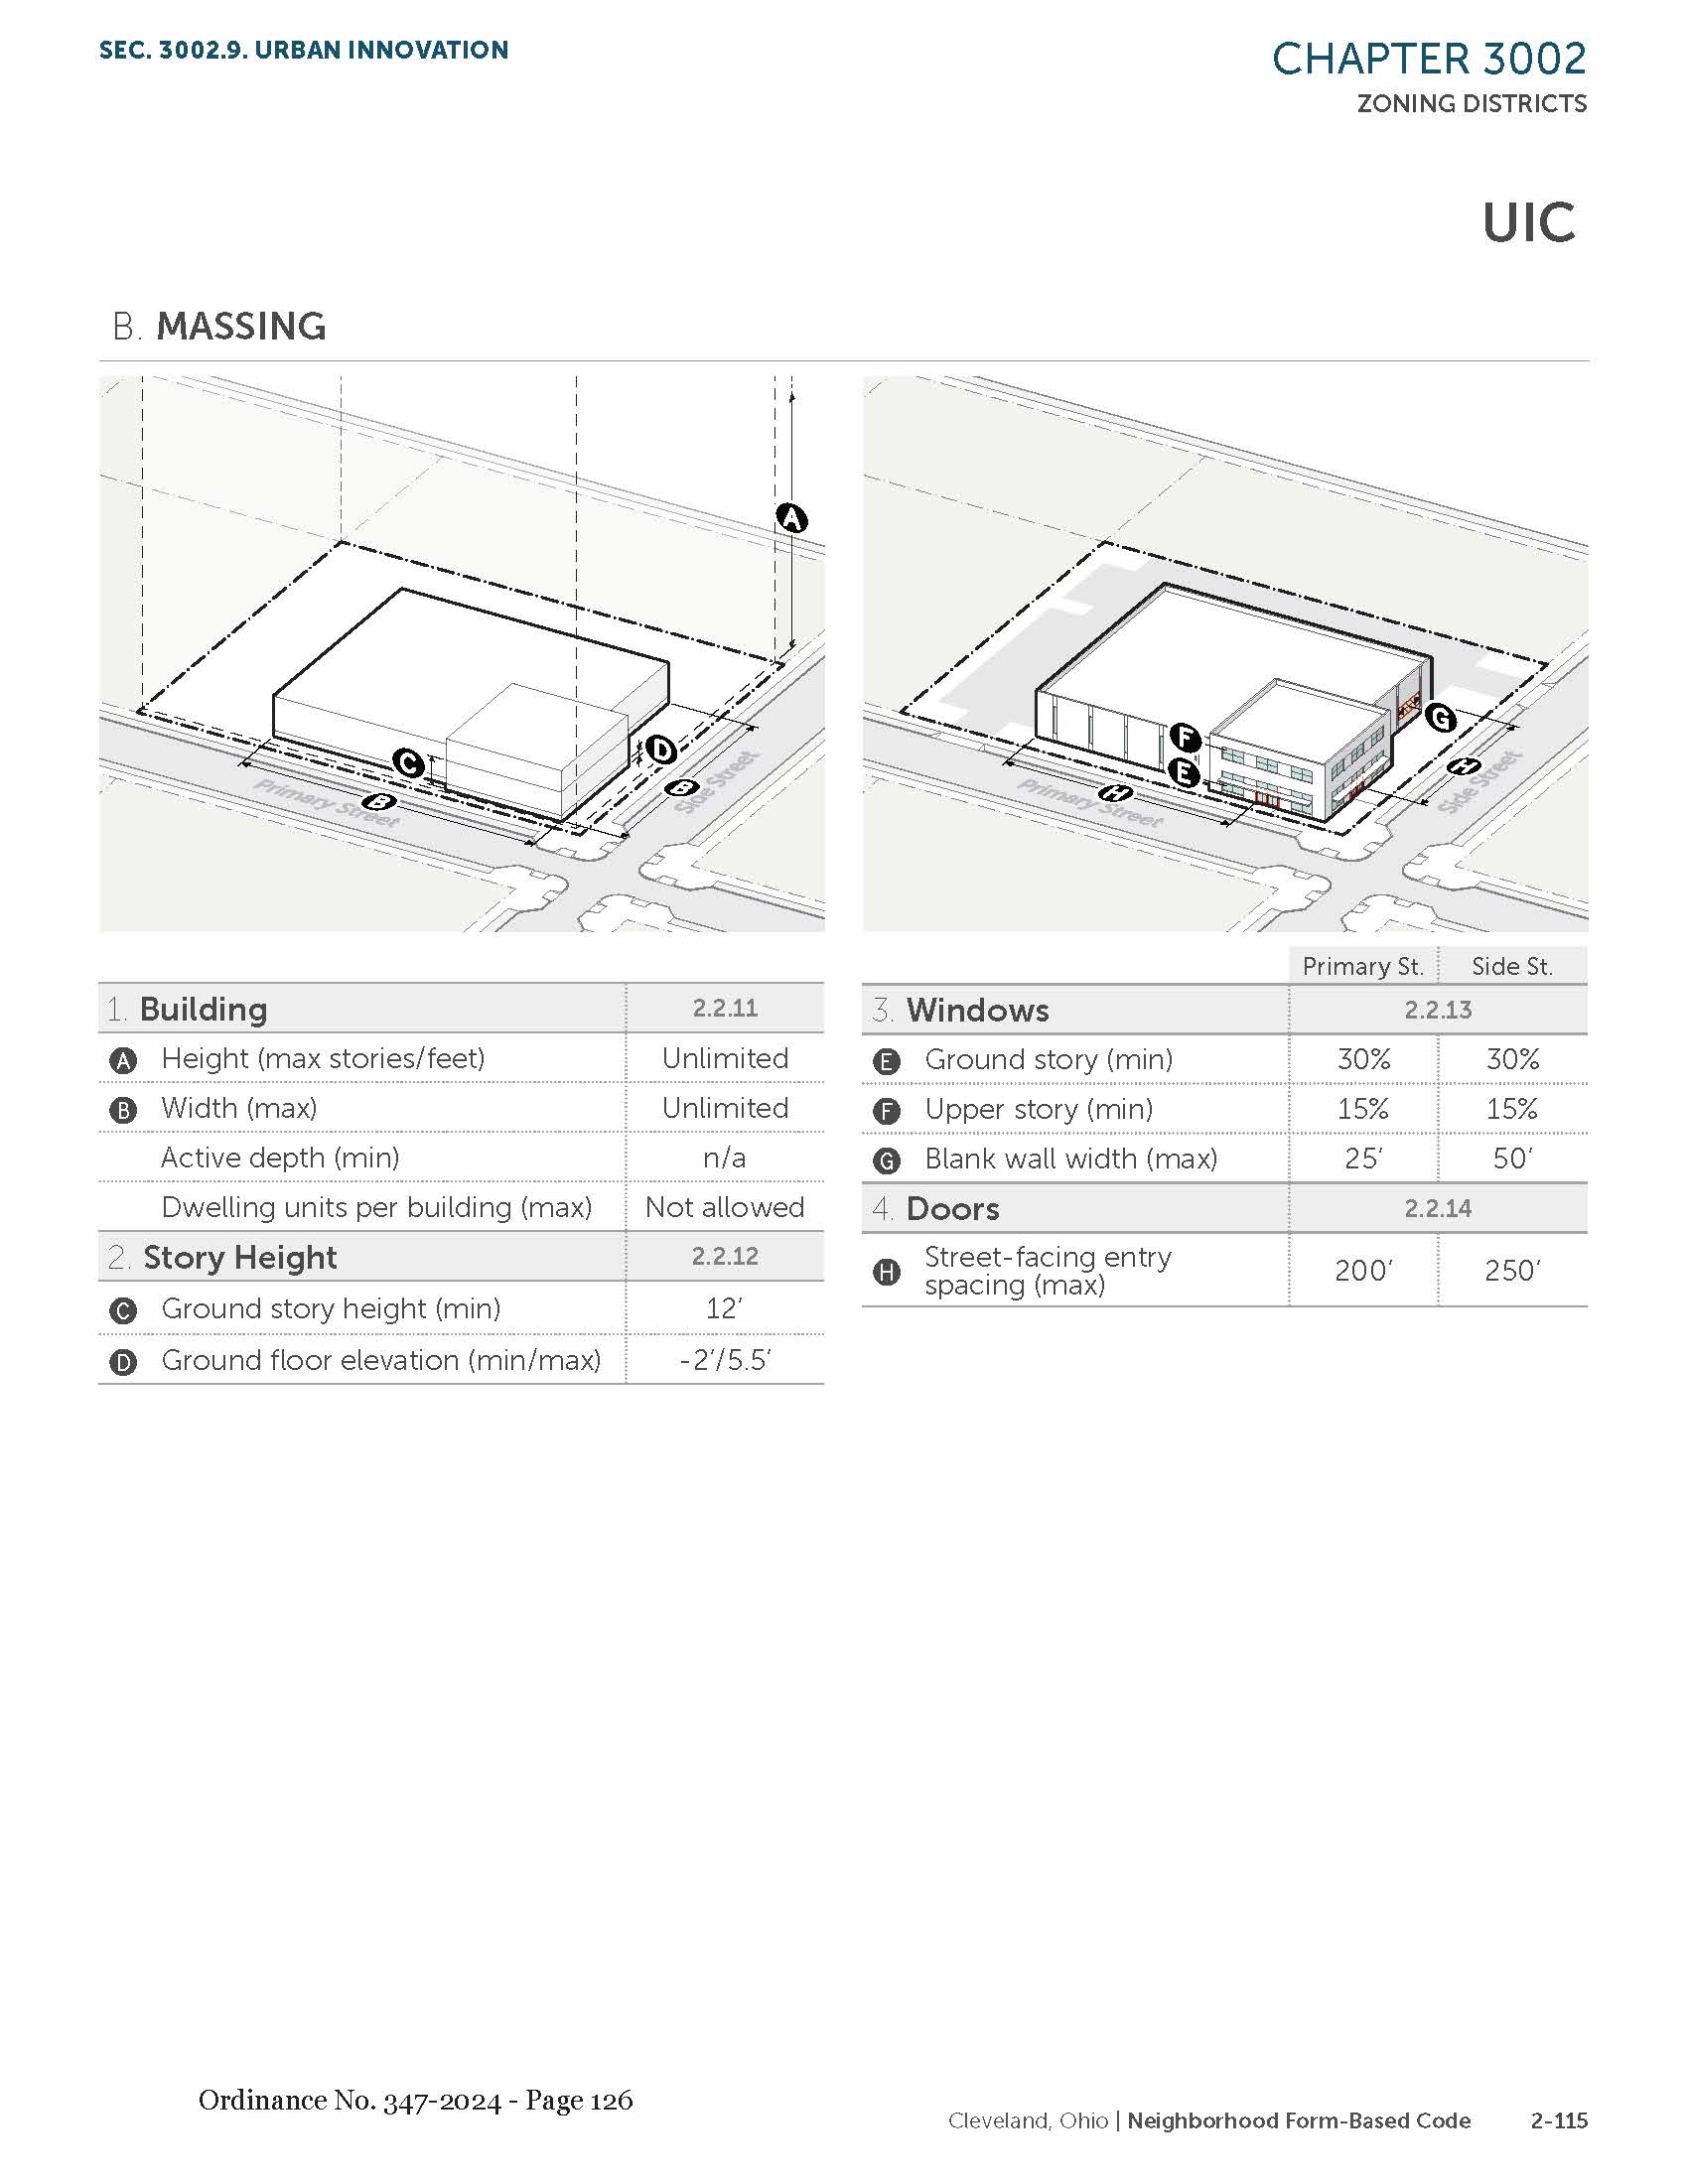 SEC. 3002.9. URBAN INNOVATION
CHAPTER 3002
ZONING DISTRICTS
UIC
B. MASSING
A
C
D
B
B
Primary Street
Side Street
F
E
G
H
H
Primary Street
Side Street
1. Building 2.2.11
A Height (max stories/feet) Unlimited
B Width (max) Unlimited
Active depth (min) n/a
Dwelling units per building (max) Not allowed
2. Story Height 2.2.12
C Ground story height (min) 12′
D Ground floor elevation (min/max) -2′/5.5′
Primary St. Side St.
3. Windows 2.2.13
E Ground story (min) 30% 30%
F Upper story (min) 15% 15%
G Blank wall width (max) 25′ 50′
4. Doors 2.2.14
H Street-facing entry
spacing (max) 200′ 250′
Ordinance No. 347-2024 - Page 126
Cleveland, Ohio | Neighborhood Form-Based Code 2-115